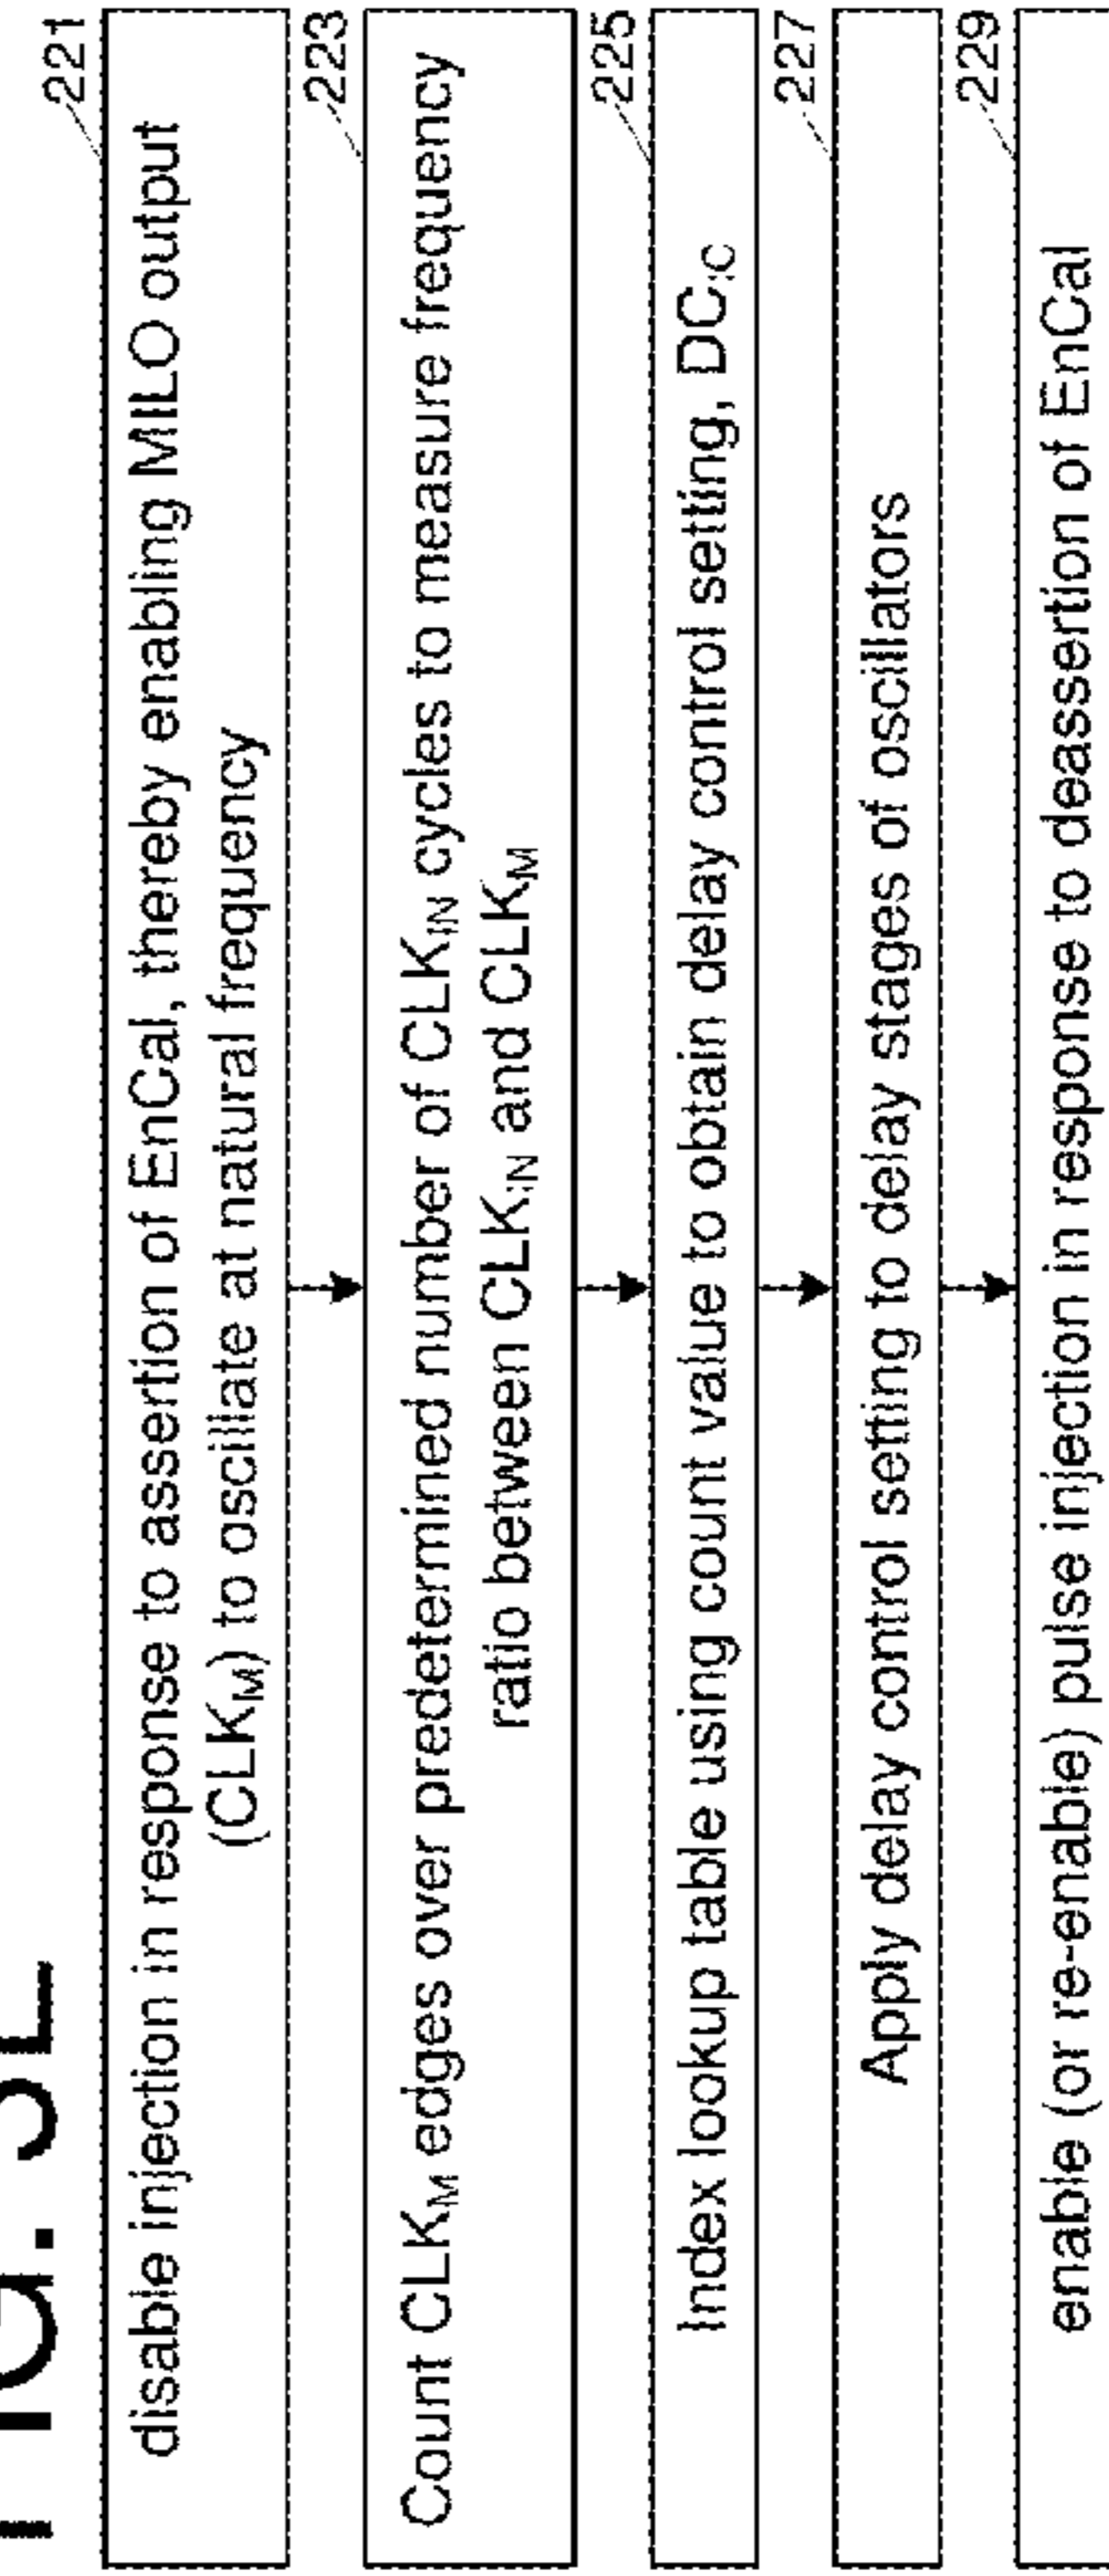 221
disable injection in response to assertion of EnCal, thereby enabling MILO output
(CLKM) to oscillate at natural frequency
223
Count CLKM edges over predetermined number of CLKIN cycles to measure frequency
ratio between CLKIN and CLKM
225
Index lookup table using count value to obtain delay control setting, DCIC
227
Apply delay control setting to delay stages of oscillators
229
enable (or re-enable) pulse injection in response to deassertion of EnCal